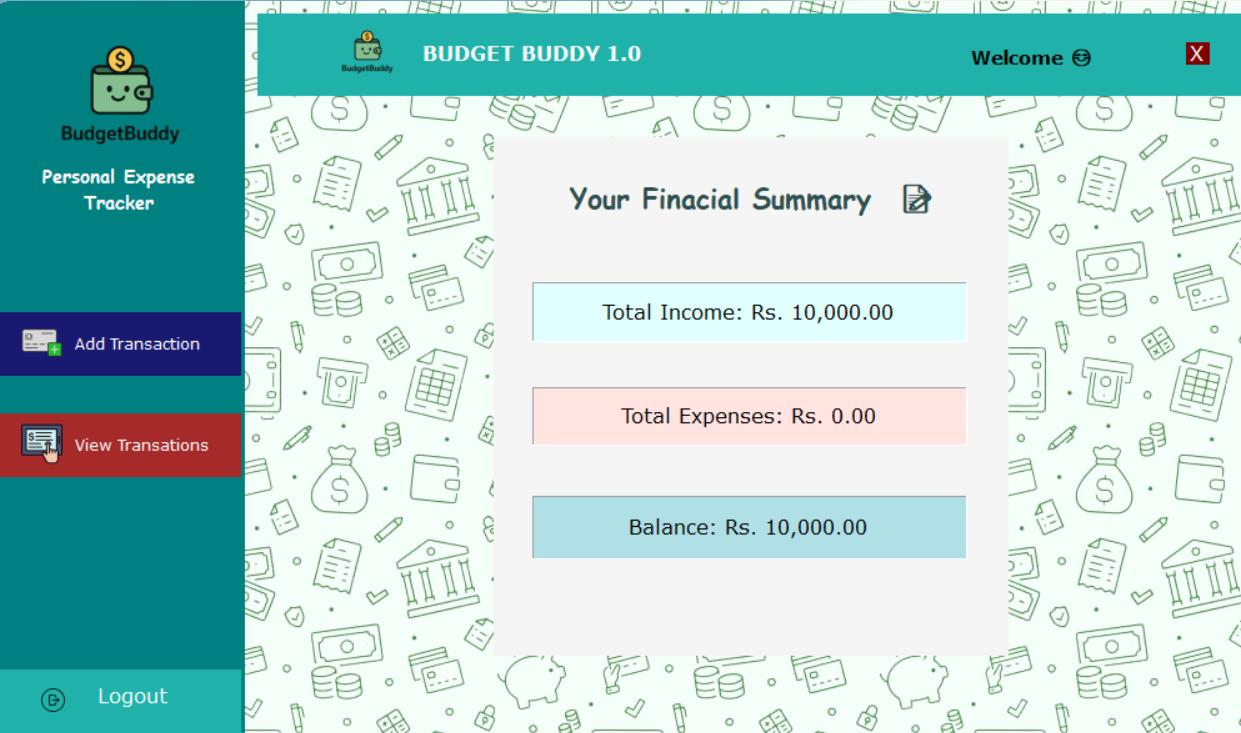 BudgetBuddy
Personal Expense
Tracker
Add Transaction
View Transations
Logout
BudgetBuddy
BUDGET BUDDY 1.0
Welcome 😎
X
Your Finacial Summary
Total Income: Rs. 10,000.00
Total Expenses: Rs. 0.00
Balance: Rs. 10,000.00